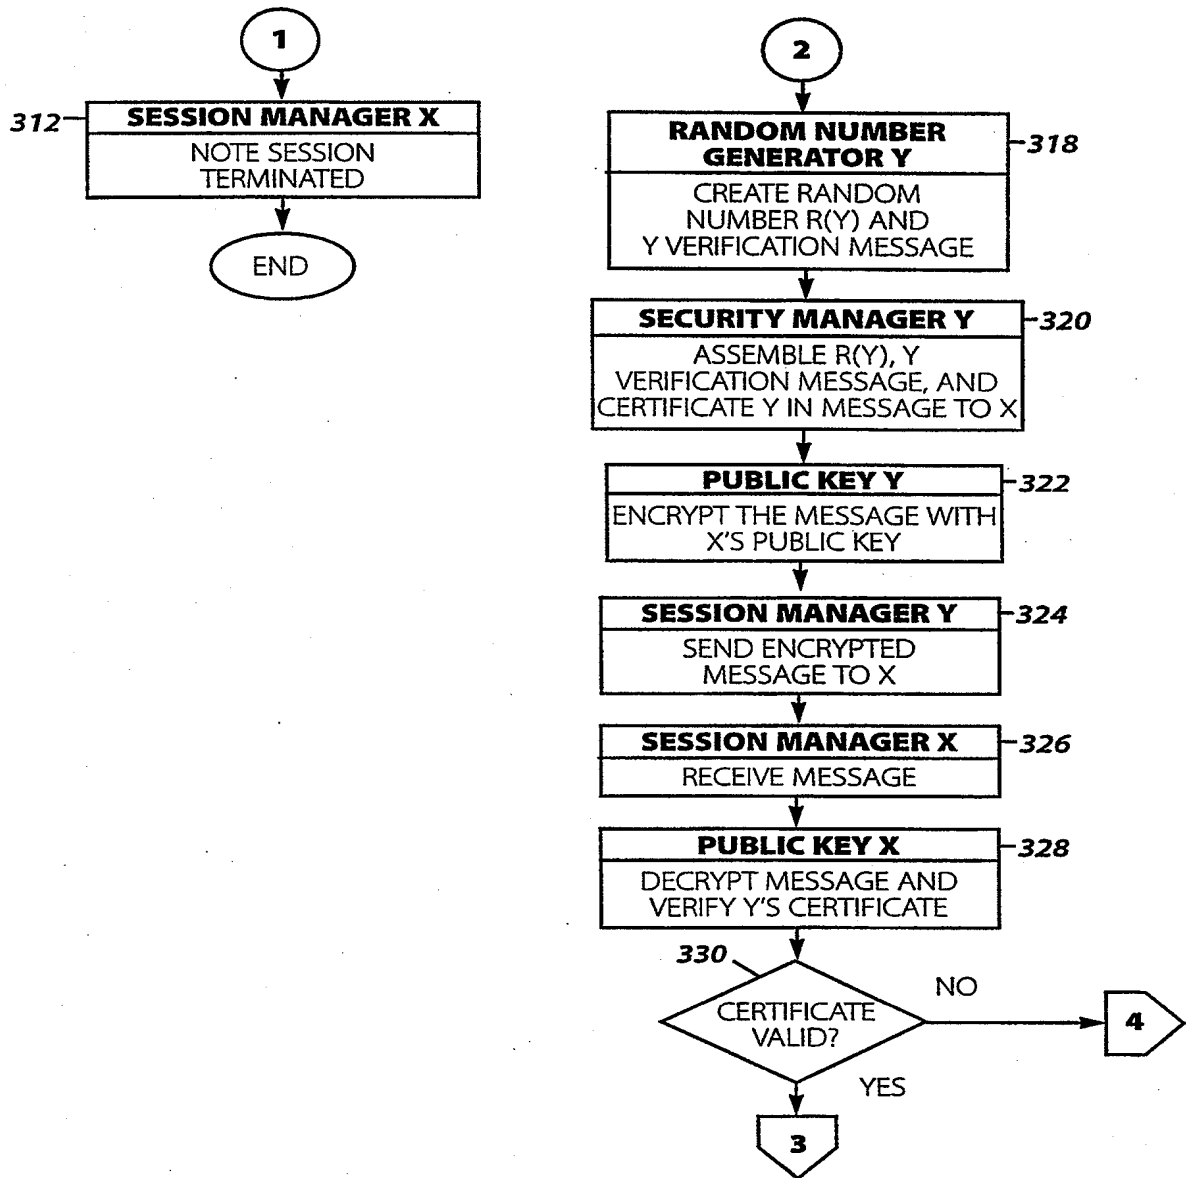 1
312
SESSION MANAGER X
NOTE SESSION
TERMINATED
END
2
RANDOM NUMBER
GENERATOR Y
318
CREATE RANDOM
NUMBER R(Y) AND
Y VERIFICATION MESSAGE
SECURITY MANAGER Y
320
ASSEMBLE R(Y), Y
VERIFICATION MESSAGE, AND
CERTIFICATE Y IN MESSAGE TO X
PUBLIC KEY Y
322
ENCRYPT THE MESSAGE WITH
X'S PUBLIC KEY
SESSION MANAGER Y
324
SEND ENCRYPTED
MESSAGE TO X
SESSION MANAGER X
326
RECEIVE MESSAGE
PUBLIC KEY X
328
DECRYPT MESSAGE AND
VERIFY Y'S CERTIFICATE
330
CERTIFICATE
VALID?
NO
4
YES
3